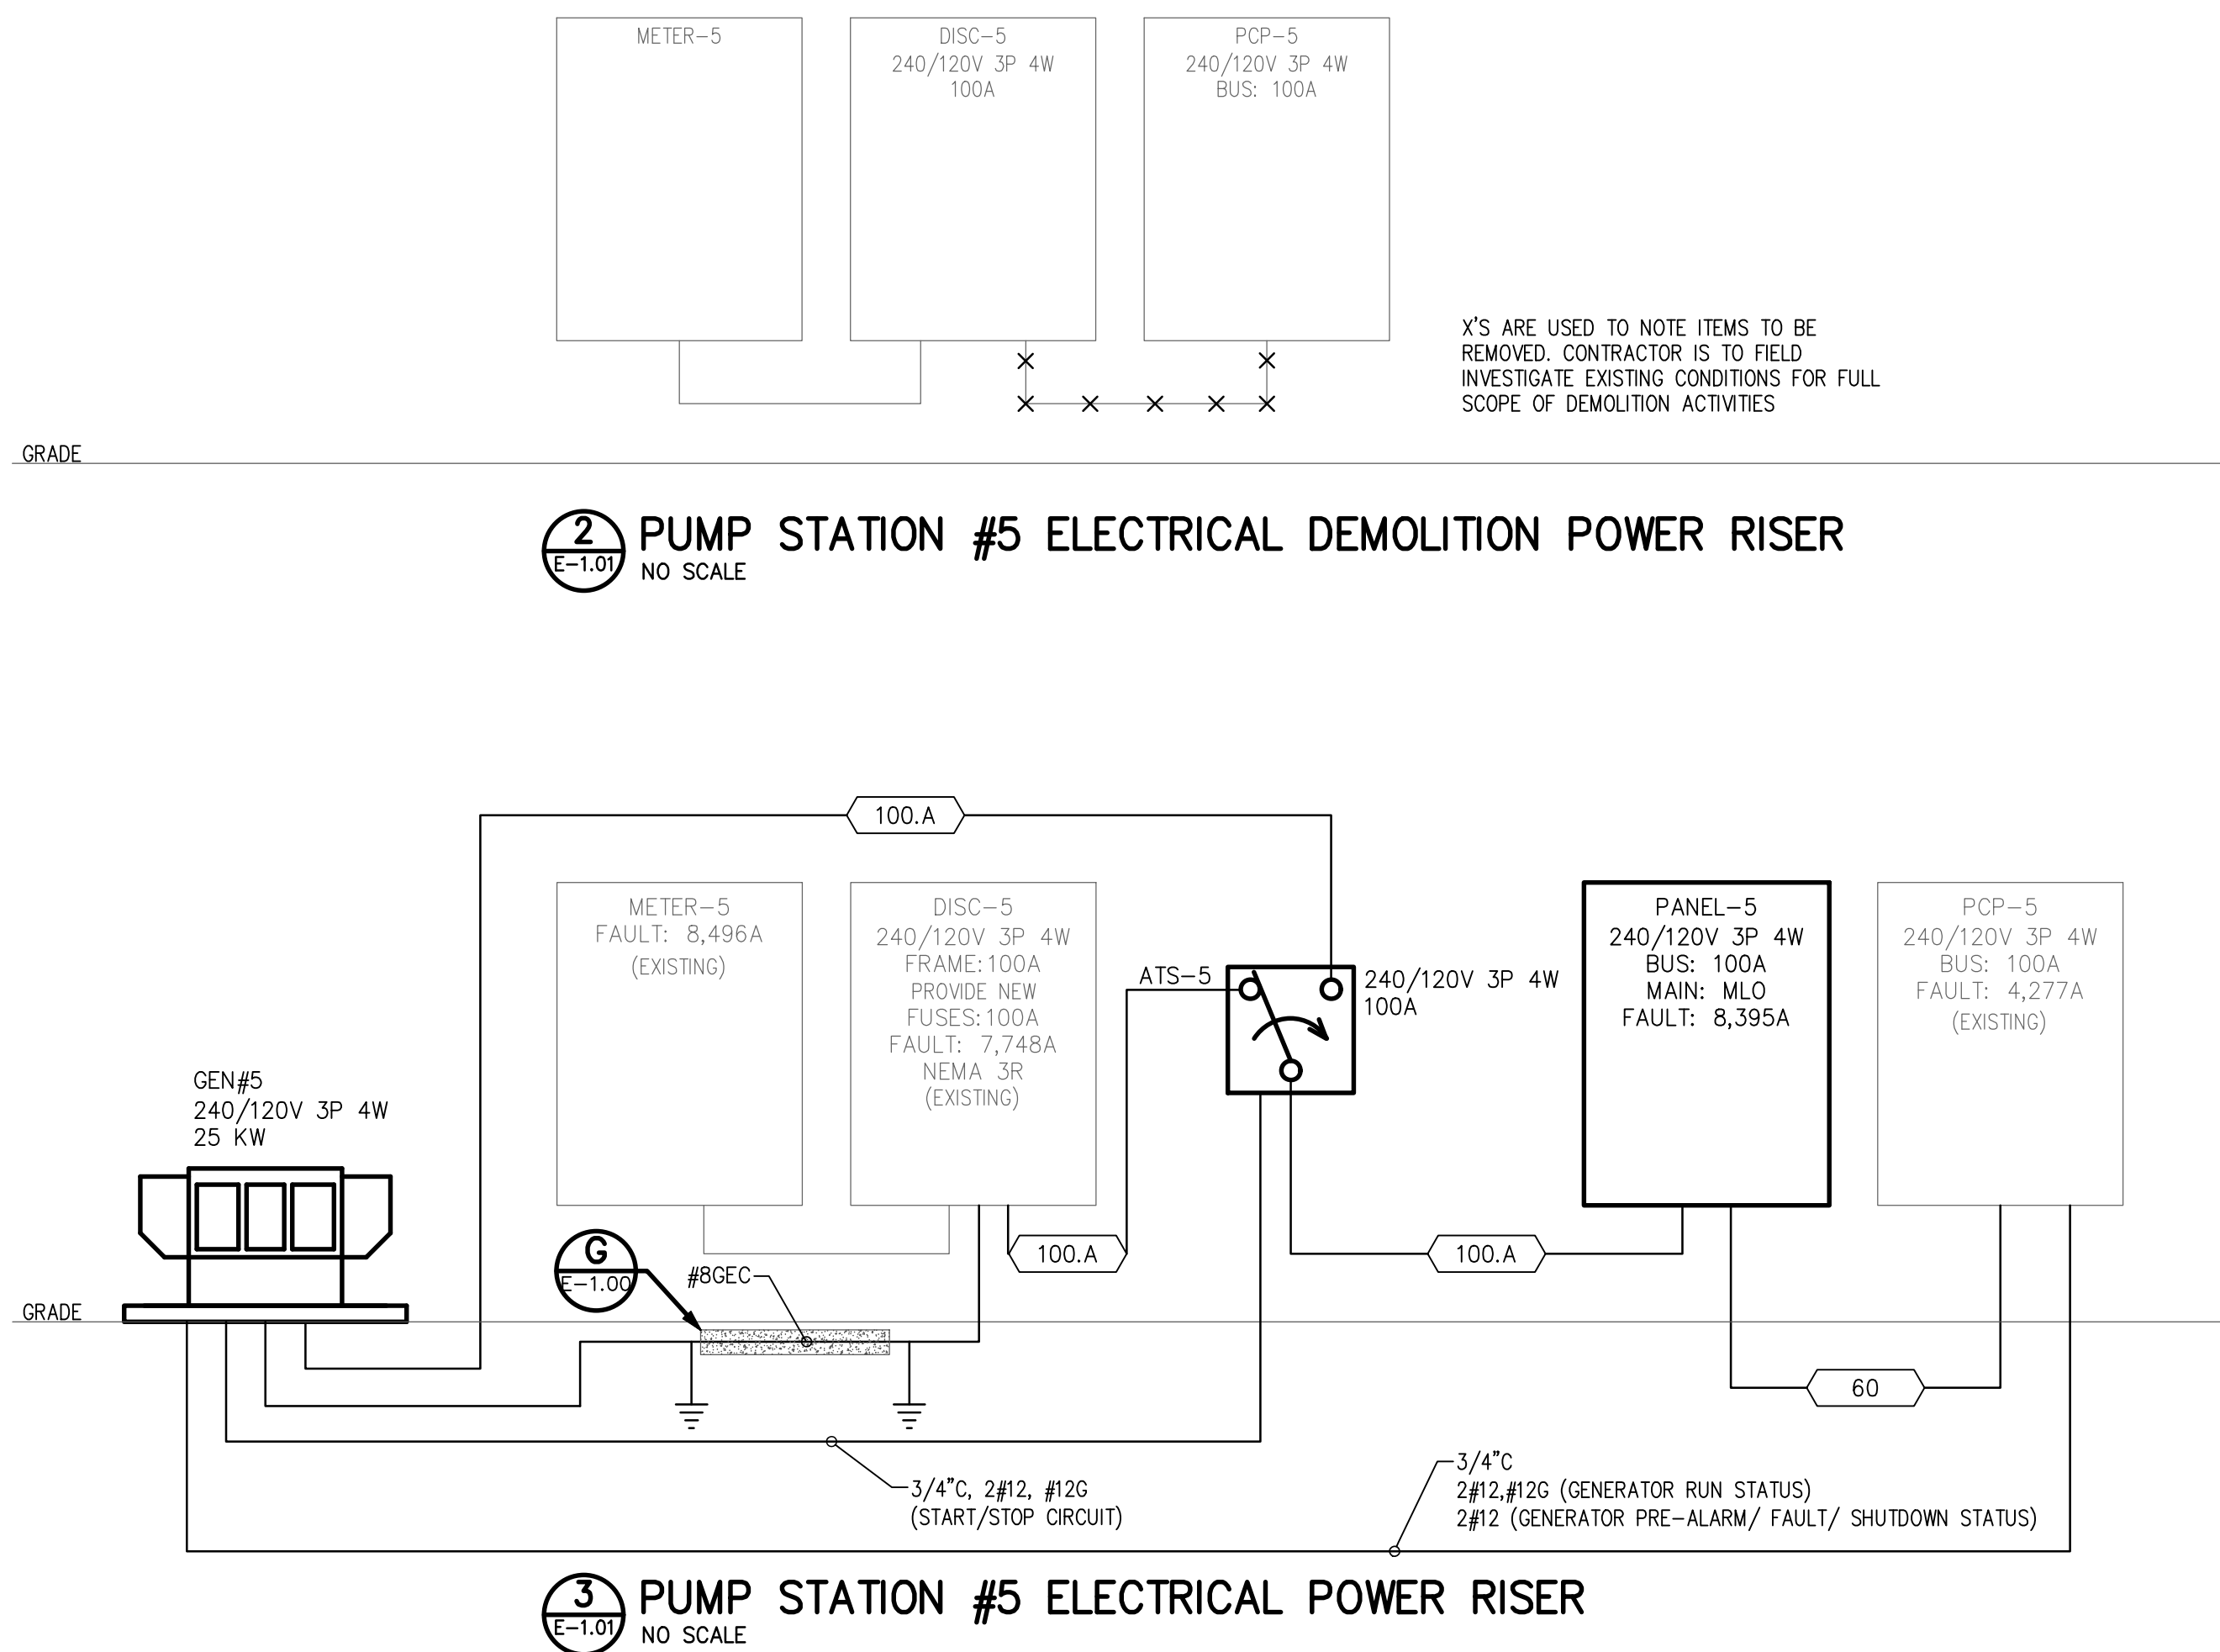 METER-5
DISC-5
240/120V 3P 4W
100A
PCP-5
240/120V 3P 4W
BUS: 100A
X'S ARE USED TO NOTE ITEMS TO BE
REMOVED. CONTRACTOR IS TO FIELD
INVESTIGATE EXISTING CONDITIONS FOR FULL
SCOPE OF DEMOLITION ACTIVITIES
GRADE
2
E-1.01
PUMP STATION #5 ELECTRICAL DEMOLITION POWER RISER
NO SCALE
100.A
METER-5
FAULT: 8,496A
(EXISTING)
DISC-5
240/120V 3P 4W
FRAME:100A
PROVIDE NEW
FUSES:100A
FAULT: 7,748A
NEMA 3R
(EXISTING)
ATS-5
240/120V 3P 4W
100A
PANEL-5
240/120V 3P 4W
BUS: 100A
MAIN: MLO
FAULT: 8,395A
PCP-5
240/120V 3P 4W
BUS: 100A
FAULT: 4,277A
(EXISTING)
GEN#5
240/120V 3P 4W
25 KW
G
E-1.00
#8GEC
100.A
100.A
GRADE
60
3/4"C, 2#12, #12G
(START/STOP CIRCUIT)
3/4"C
2#12,#12G (GENERATOR RUN STATUS)
2#12 (GENERATOR PRE-ALARM/ FAULT/ SHUTDOWN STATUS)
3
E-1.01
PUMP STATION #5 ELECTRICAL POWER RISER
NO SCALE